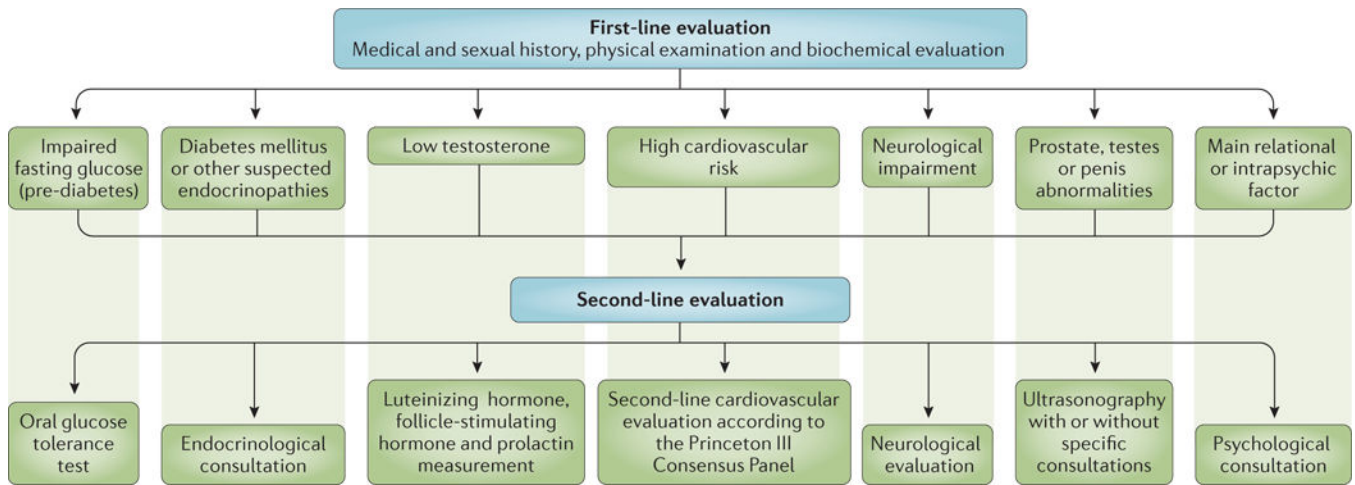 First-line evaluation
Medical and sexual history, physical examination and biochemical evaluation
Impaired
fasting glucose
(pre-diabetes)
Diabetes mellitus
or other suspected
endocrinopathies
Low testosterone
High cardiovascular
risk
Neurological
impairment
Prostate, testes
or penis
abnormalities
Main relational
or intrapsychic
factor
Second-line evaluation
Oral glucose
tolerance
test
Endocrinological
consultation
Luteinizing hormone,
follicle-stimulating
hormone and prolactin
measurement
Second-line cardiovascular
evaluation according to
the Princeton III
Consensus Panel
Neurological
evaluation
Ultrasonography
with or without
specific
consultations
Psychological
consultation